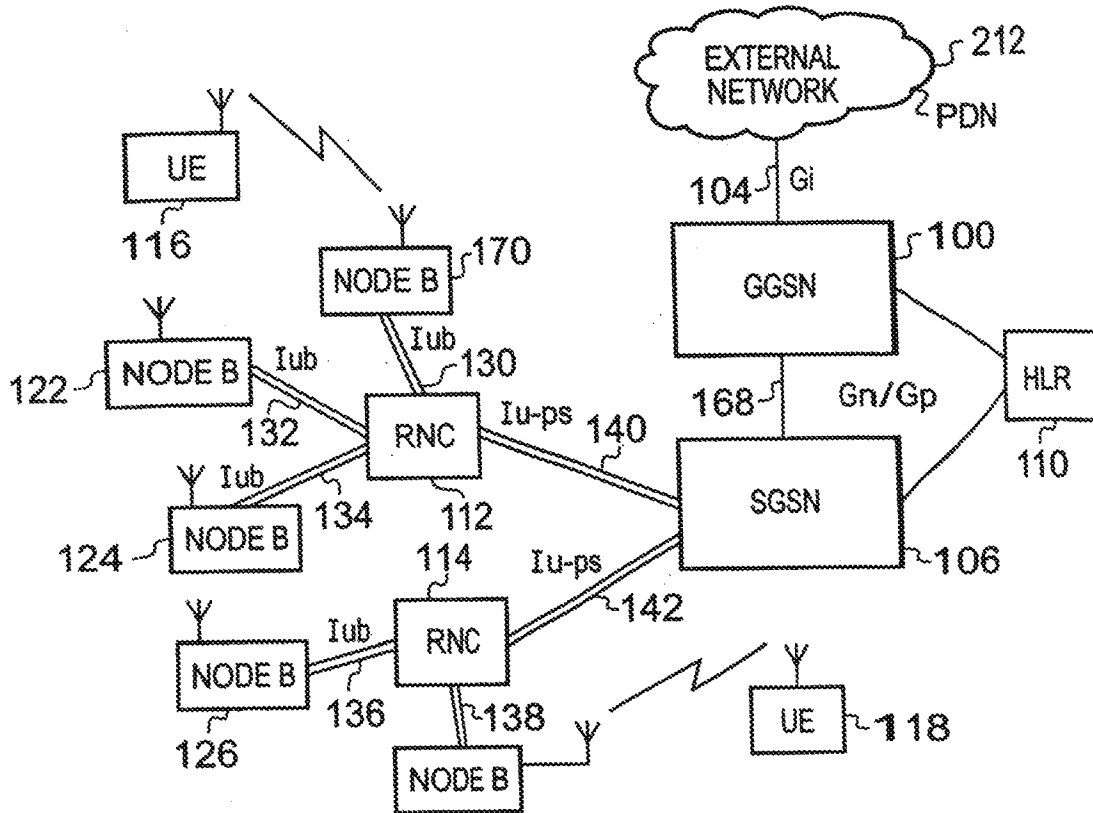 EXTERNAL
NETWORK
212
PDN
104
Gi
UE
116
NODE B
170
100
GGSN
Iub
130
NODE B
122
Iub
132
RNC
112
Iu-ps
140
168
Gn/Gp
HLR
110
Iub
134
NODE B
124
SGSN
106
114
RNC
Iu-ps
142
NODE B
126
Iub
136
138
NODE B
UE
118